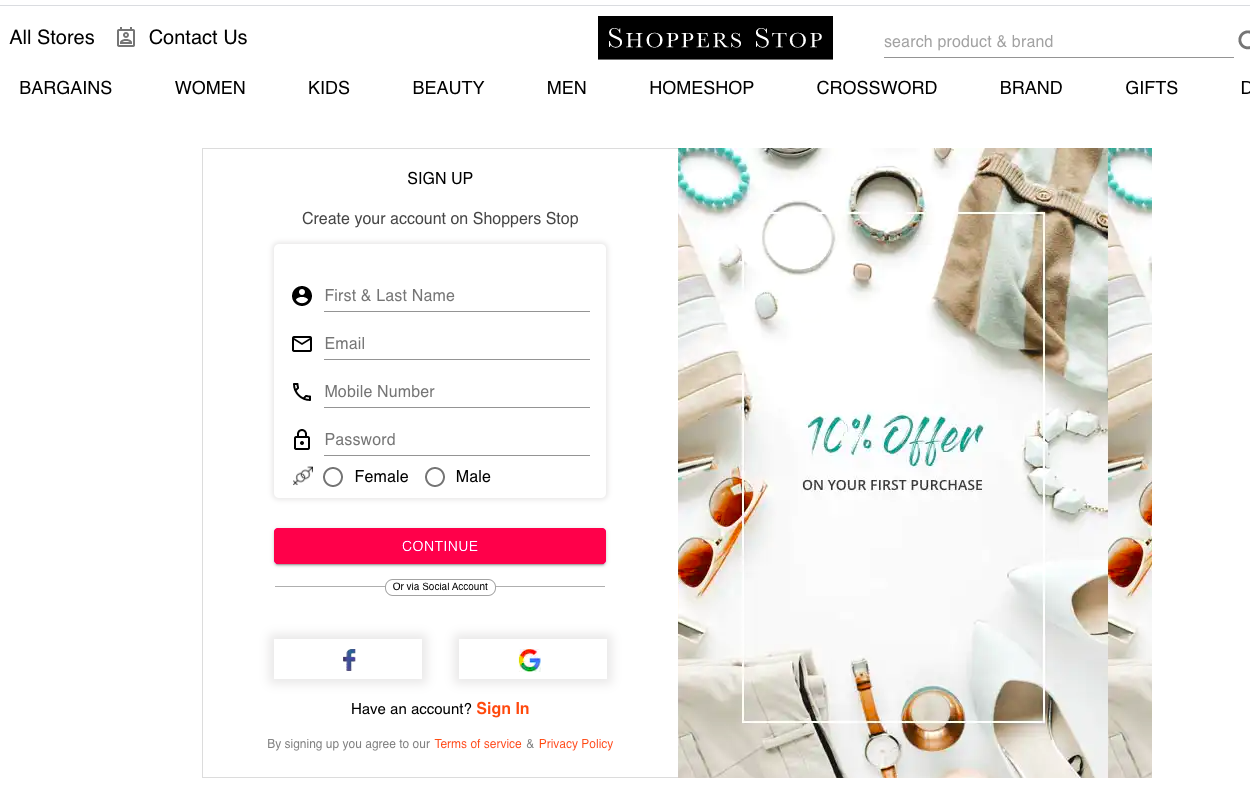 All Stores Contact Us SHOPPERS STOP search product & brand
BARGAINS WOMEN KIDS BEAUTY MEN HOMESHOP CROSSWORD BRAND GIFTS
SIGN UP
Create your account on Shoppers Stop
First & Last Name
Email
Mobile Number
Password
Female Male
CONTINUE
Or via Social Account
Have an account? Sign In
By signing up you agree to our Terms of service & Privacy Policy
10% Offer
ON YOUR FIRST PURCHASE